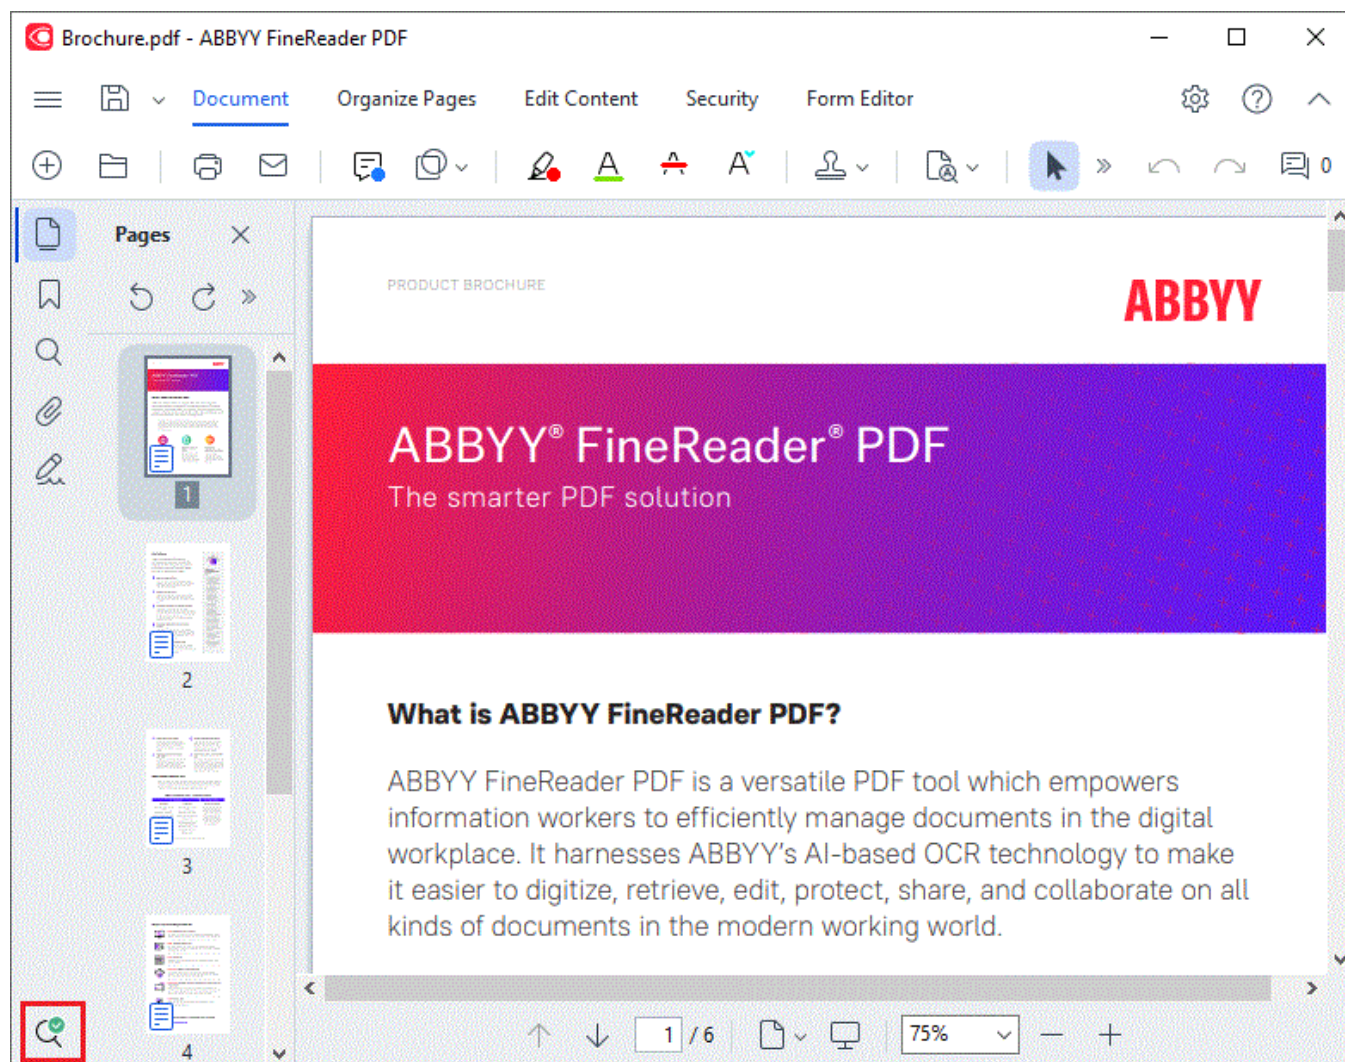 Brochure.pdf - ABBYY FineReader PDF
Document Organize Pages Edit Content Security Form Editor
0
Pages
PRODUCT BROCHURE
ABBYY
ABBYY® FineReader® PDF
The smarter PDF solution
What is ABBYY FineReader PDF?
ABBYY FineReader PDF is a versatile PDF tool which empowers
information workers to efficiently manage documents in the digital
workplace. It harnesses ABBYY’s AI-based OCR technology to make
it easier to digitize, retrieve, edit, protect, share, and collaborate on all
kinds of documents in the modern working world.
1
2
3
4
1 / 6
75%